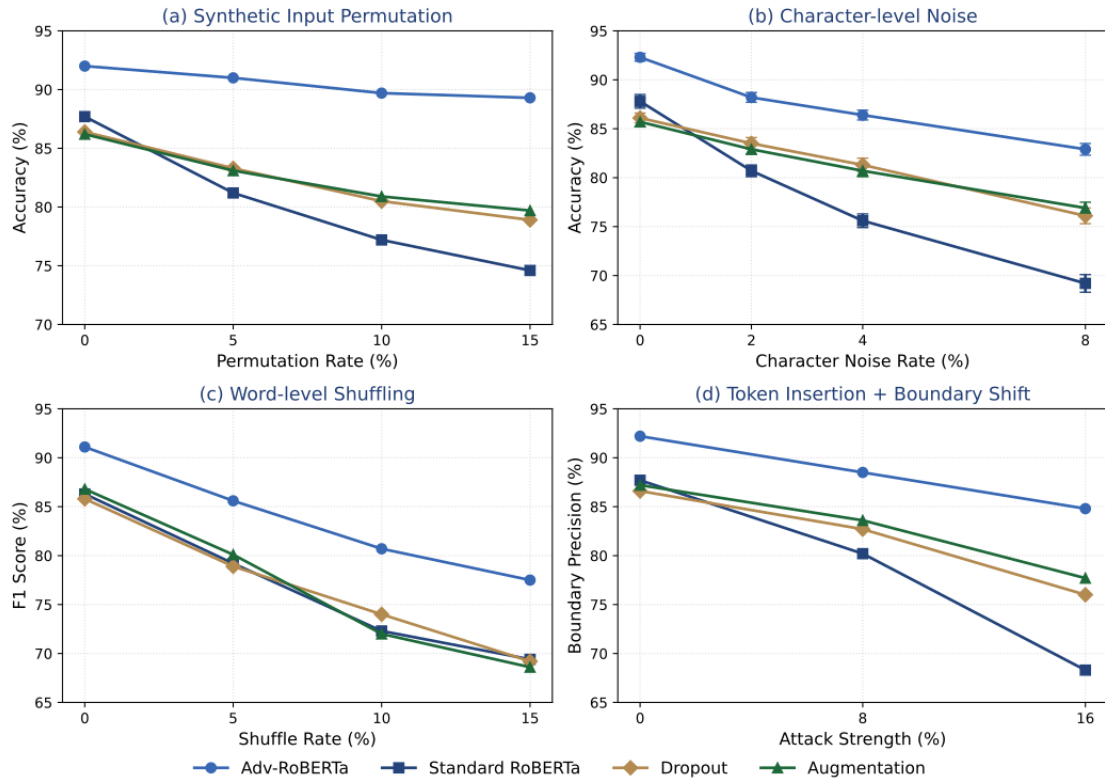 (a) Synthetic Input Permutation
95
90
85
80
75
70
Accuracy (%)
0 5 10 15
Permutation Rate (%)
(b) Character-level Noise
95
90
85
80
75
70
65
Accuracy (%)
0 2 4 8
Character Noise Rate (%)
(c) Word-level Shuffling
95
90
85
80
75
70
65
F1 Score (%)
0 5 10 15
Shuffle Rate (%)
(d) Token Insertion + Boundary Shift
95
90
85
80
75
70
65
Boundary Precision (%)
0 8 16
Attack Strength (%)
Adv-RoBERTa Standard RoBERTa Dropout Augmentation